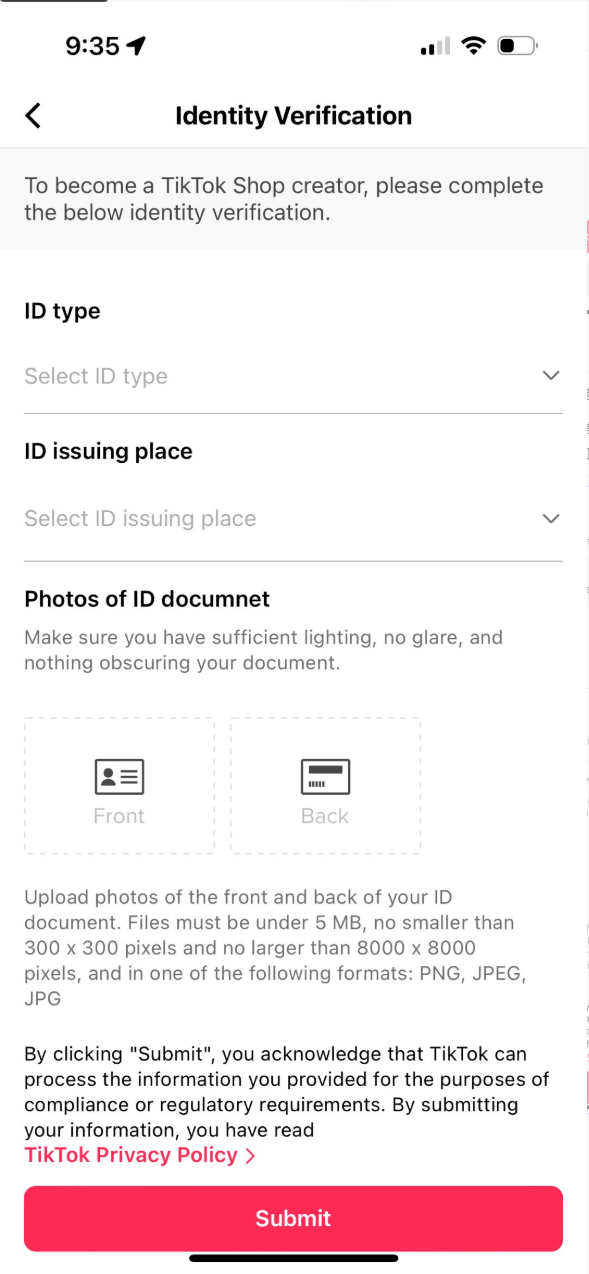 9:35
Identity Verification
To become a TikTok Shop creator, please complete
the below identity verification.
ID type
Select ID type
ID issuing place
Select ID issuing place
Photos of ID documnet
Make sure you have sufficient lighting, no glare, and
nothing obscuring your document.
Front
Back
Upload photos of the front and back of your ID
document. Files must be under 5 MB, no smaller than
300 x 300 pixels and no larger than 8000 x 8000
pixels, and in one of the following formats: PNG, JPEG,
JPG
By clicking "Submit", you acknowledge that TikTok can
process the information you provided for the purposes of
compliance or regulatory requirements. By submitting
your information, you have read
TikTok Privacy Policy >
Submit